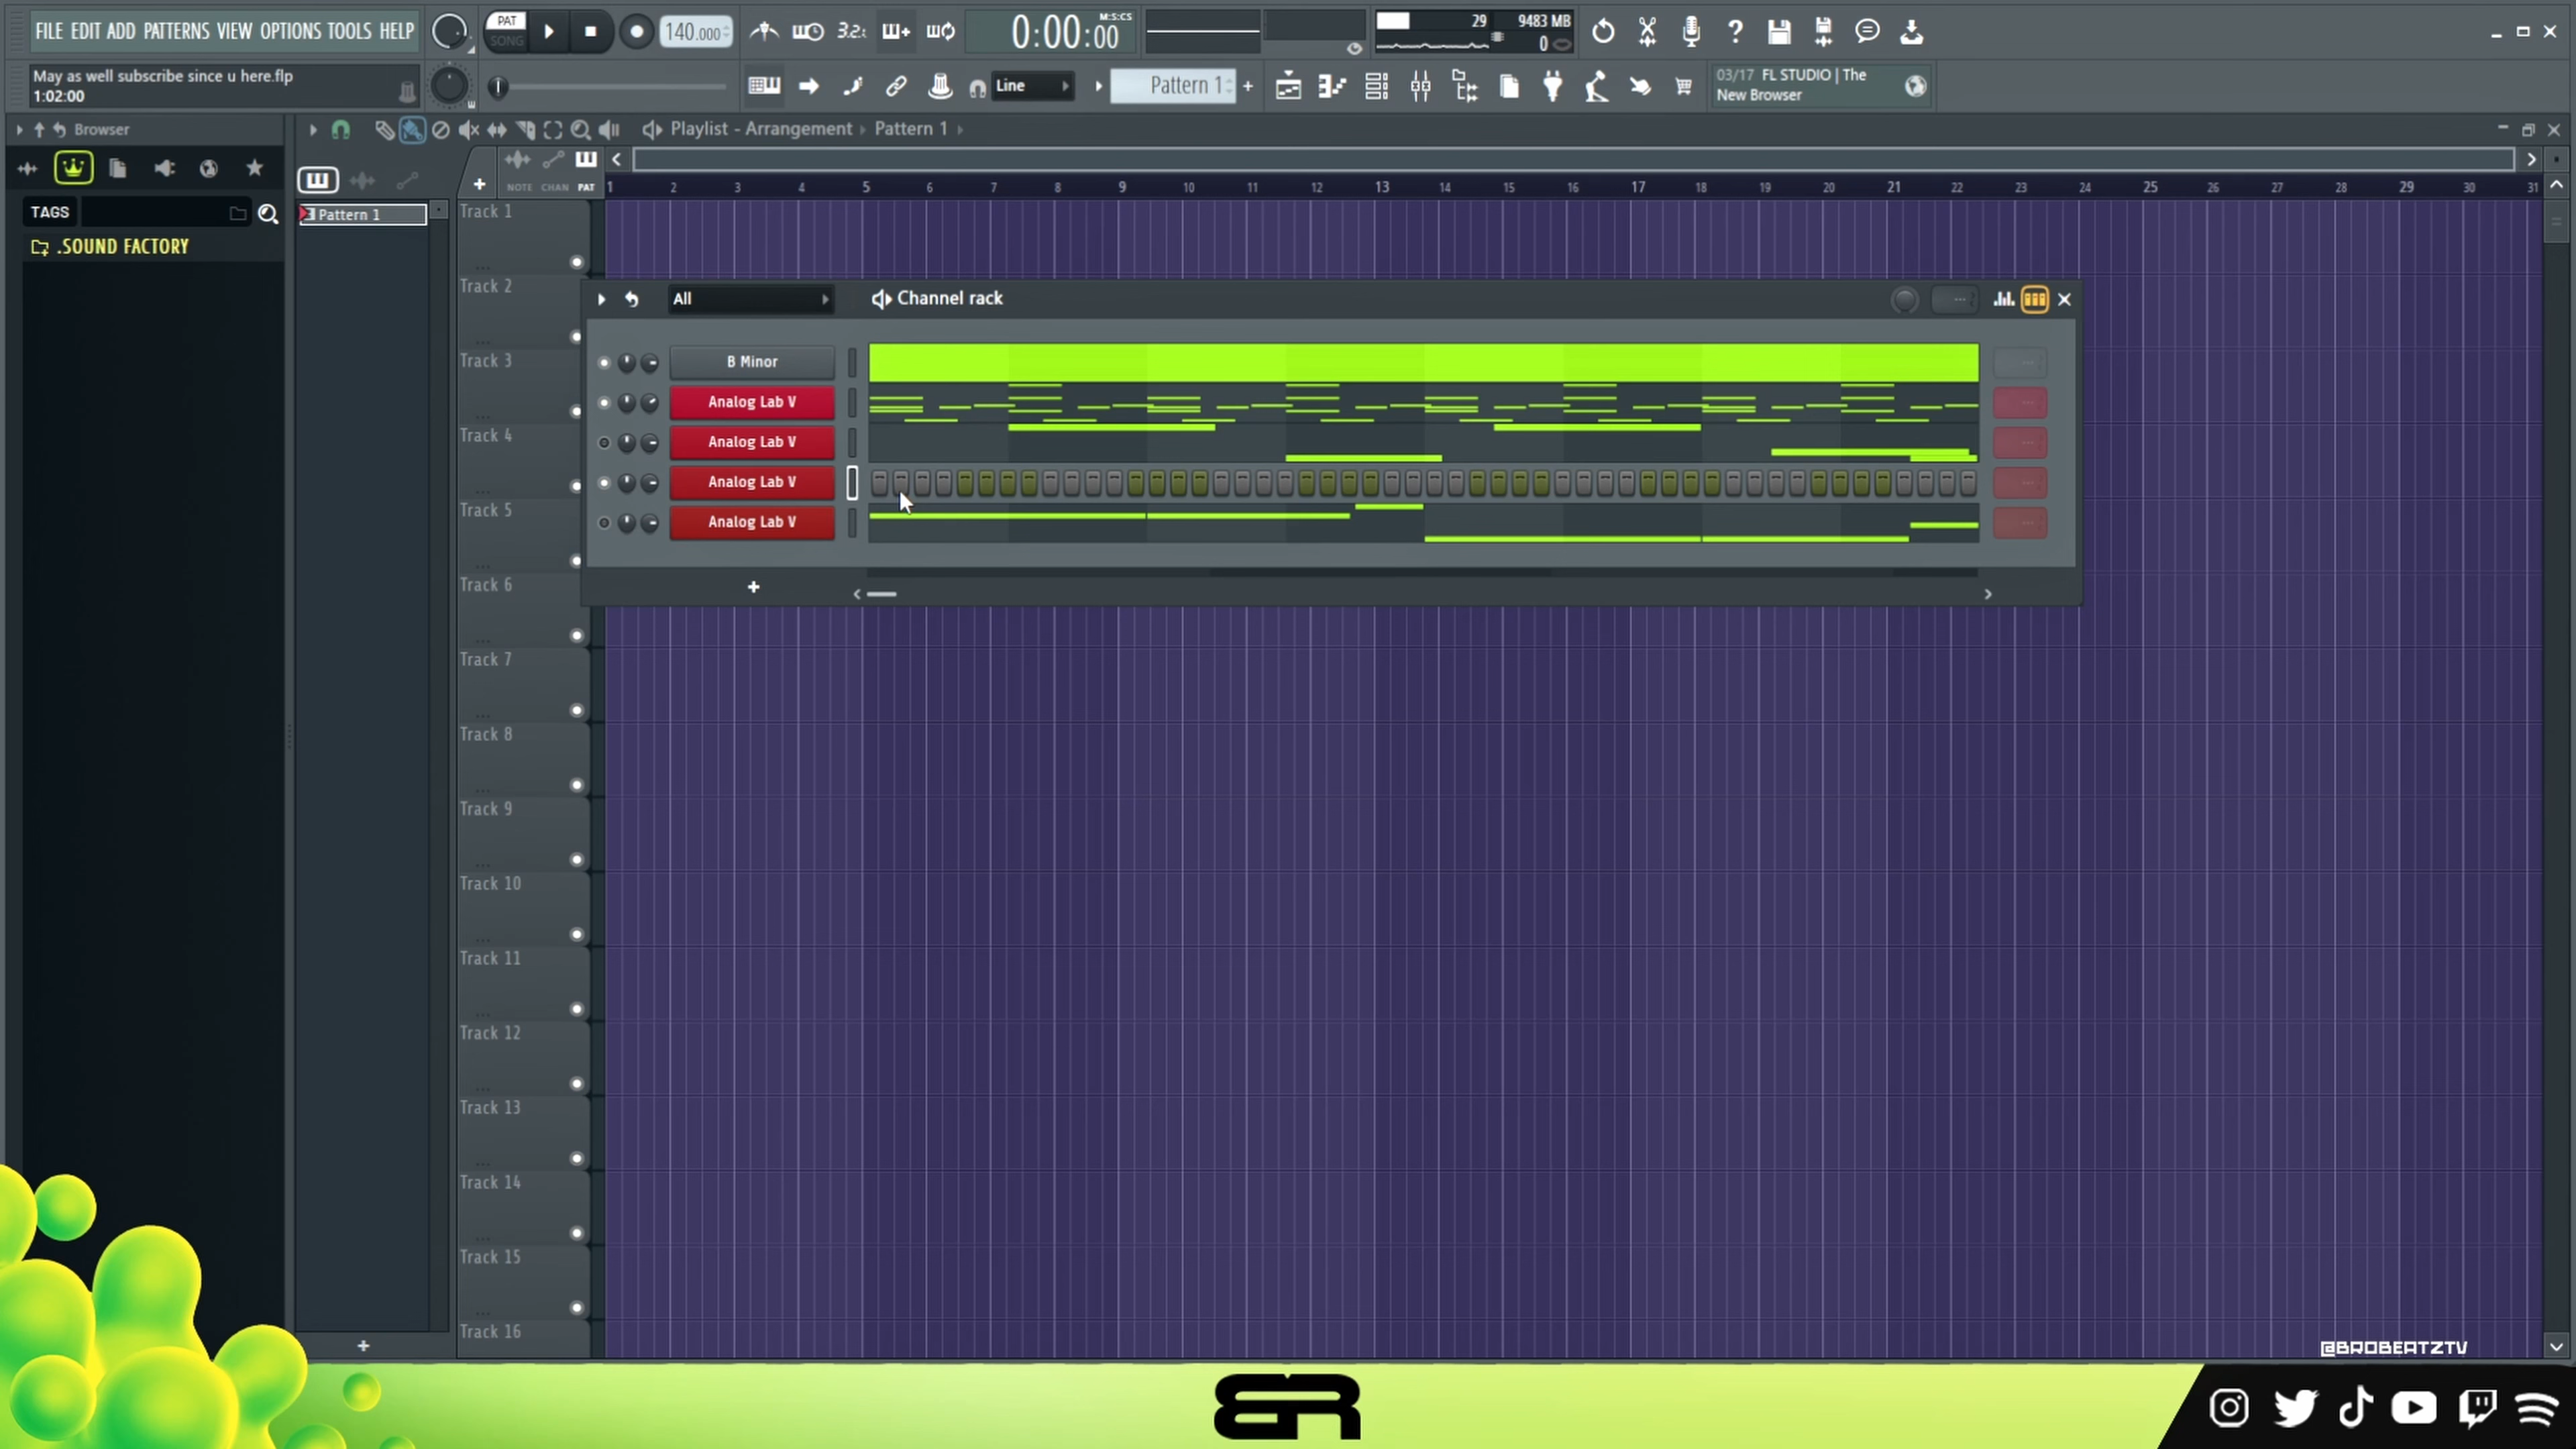 FILE EDIT ADD PATTERNS VIEW OPTIONS TOOLS HELP
PAT
SONG
140.000
3.2.
0:00:00
M:S:CS
29
9483 MB
0
May as well subscribe since u here.flp
1:02:00
Line
Pattern 1
03/17 FL STUDIO | The
New Browser
Browser
Playlist - Arrangement
Pattern 1
NOTE CHAN PAT
1 2 3 4 5 6 7 8 9 10 11 12 13 14 15 16 17 18 19 20 21 22 23 24 25 26 27 28 29 30 31
TAGS
.SOUND FACTORY
Pattern 1
Track 1
Track 2
Track 3
Track 4
Track 5
Track 6
Track 7
Track 8
Track 9
Track 10
Track 11
Track 12
Track 13
Track 14
Track 15
Track 16
All
Channel rack
B Minor
Analog Lab V
Analog Lab V
Analog Lab V
Analog Lab V
@BROBEATZTV
BR